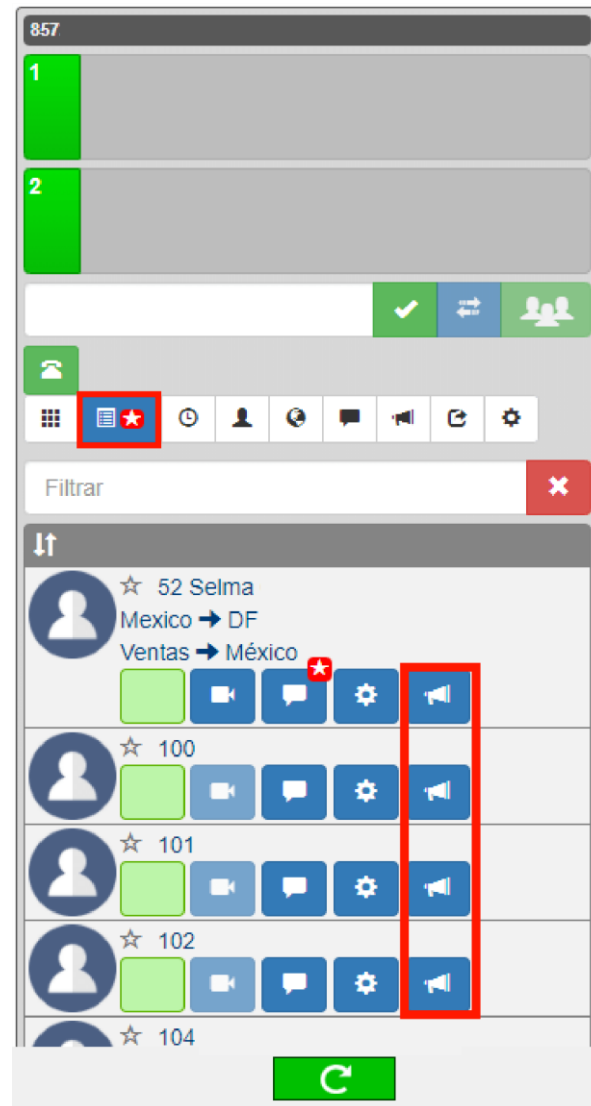 857
1
2
Filtrar
52 Selma
Mexico → DF
Ventas → México
100
101
102
104